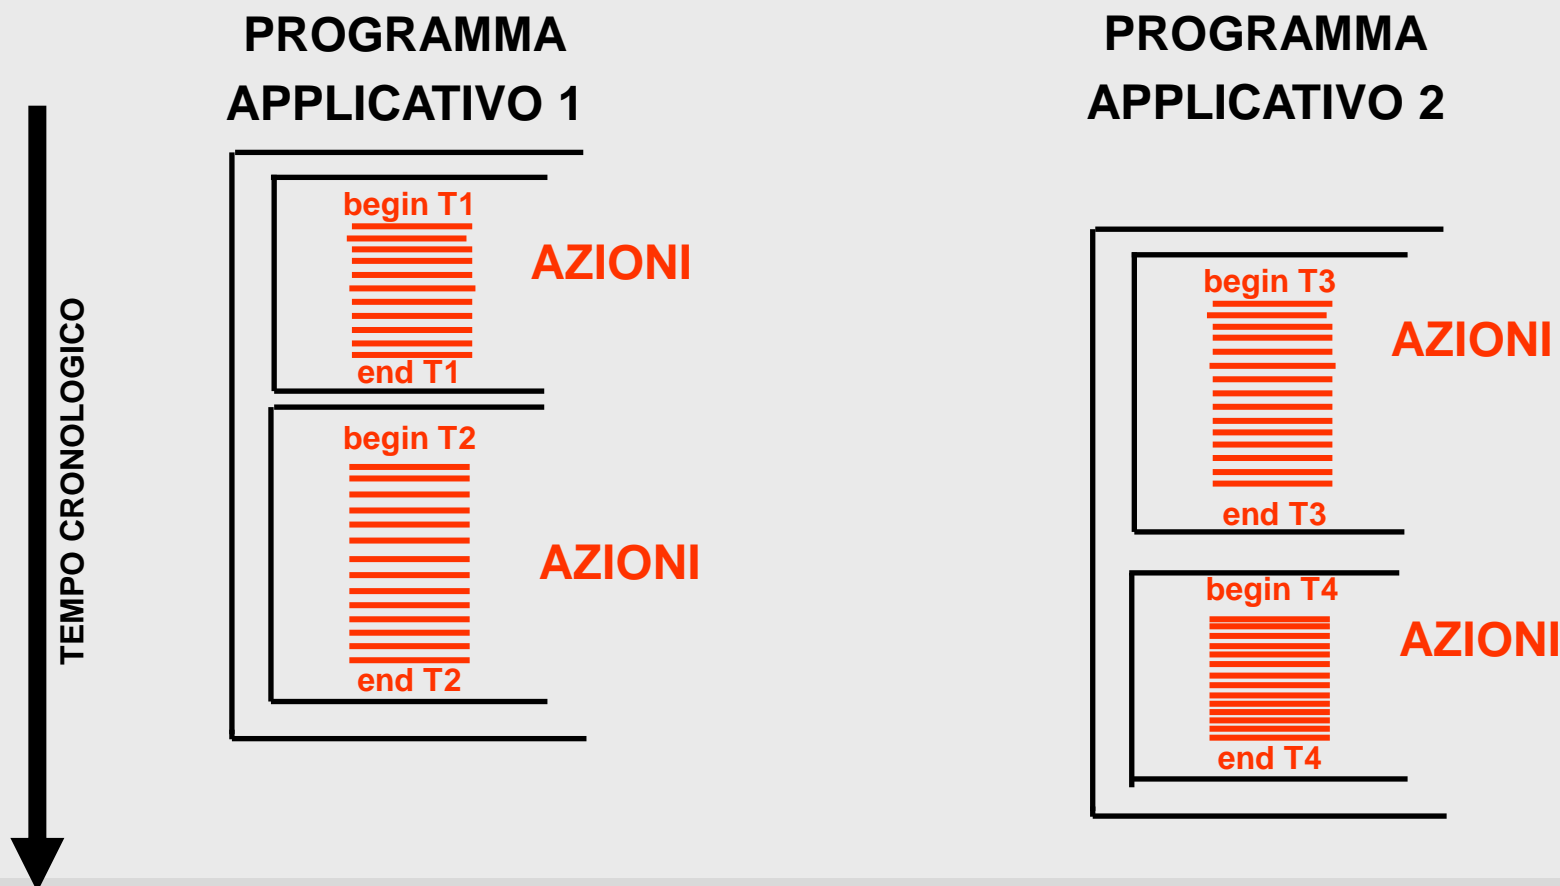 PROGRAMMA
APPLICATIVO 1
begin T1
AZIONI
end T1
begin T2
AZIONI
end T2
PROGRAMMA
APPLICATIVO 2
begin T3
AZIONI
end T3
begin T4
AZIONI
end T4
TEMPO CRONOLOGICO